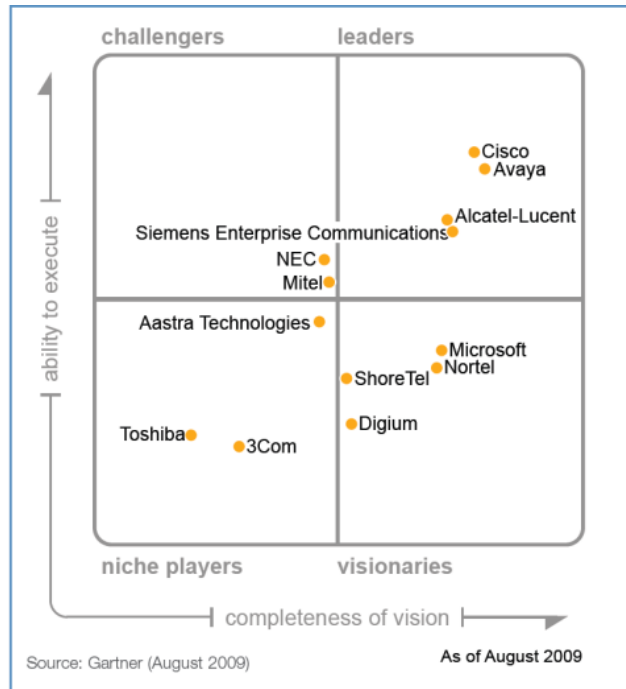 challengers
leaders
Cisco
Avaya
Alcatel-Lucent
Siemens Enterprise Communications
NEC
Mitel
ability to execute
Aastra Technologies
Microsoft
Nortel
ShoreTel
Digium
Toshiba
3Com
niche players
visionaries
completeness of vision
As of August 2009
Source: Gartner (August 2009)